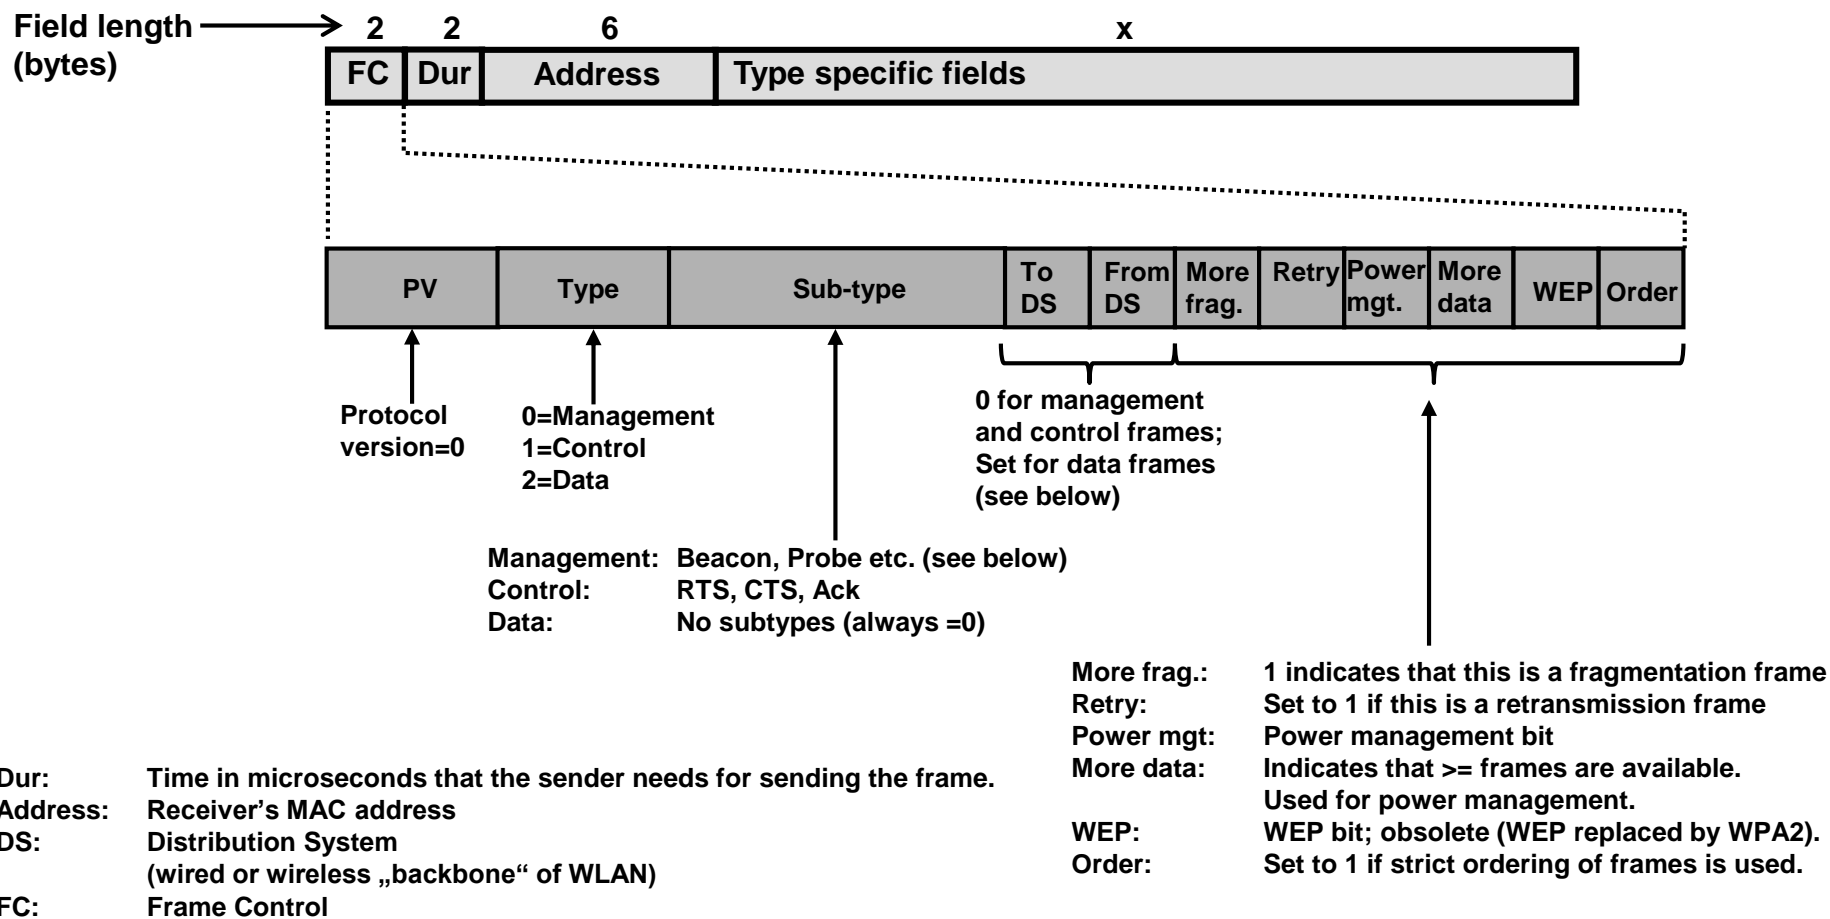 Field length
(bytes)
2 2 6 x
FC Dur Address Type specific fields
PV Type Sub-type To DS From DS More frag. Retry Power mgt. More data WEP Order
Protocol
version=0
0=Management
1=Control
2=Data
0 for management
and control frames;
Set for data frames
(see below)
Management: Beacon, Probe etc. (see below)
Control: RTS, CTS, Ack
Data: No subtypes (always =0)
More frag.: 1 indicates that this is a fragmentation frame
Retry: Set to 1 if this is a retransmission frame
Power mgt: Power management bit
More data: Indicates that >= frames are available.
Used for power management.
WEP: WEP bit; obsolete (WEP replaced by WPA2).
Order: Set to 1 if strict ordering of frames is used.
Dur: Time in microseconds that the sender needs for sending the frame.
Address: Receiver’s MAC address
DS: Distribution System
(wired or wireless „backbone“ of WLAN)
FC: Frame Control